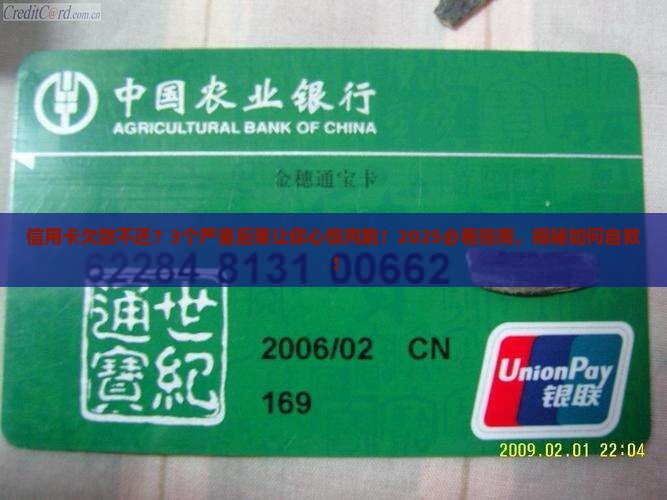 CreditCard.com.cn
中国农业银行
AGRICULTURAL BANK OF CHINA
金穗通宝卡
信用卡欠款不还？3个严重后果让你心惊肉跳！2025必看指南，揭秘如何自救
！
62284 8131 00662
世纪
通寶
2006/02 CN
169
UnionPay
银联
2009.02.01 22:04